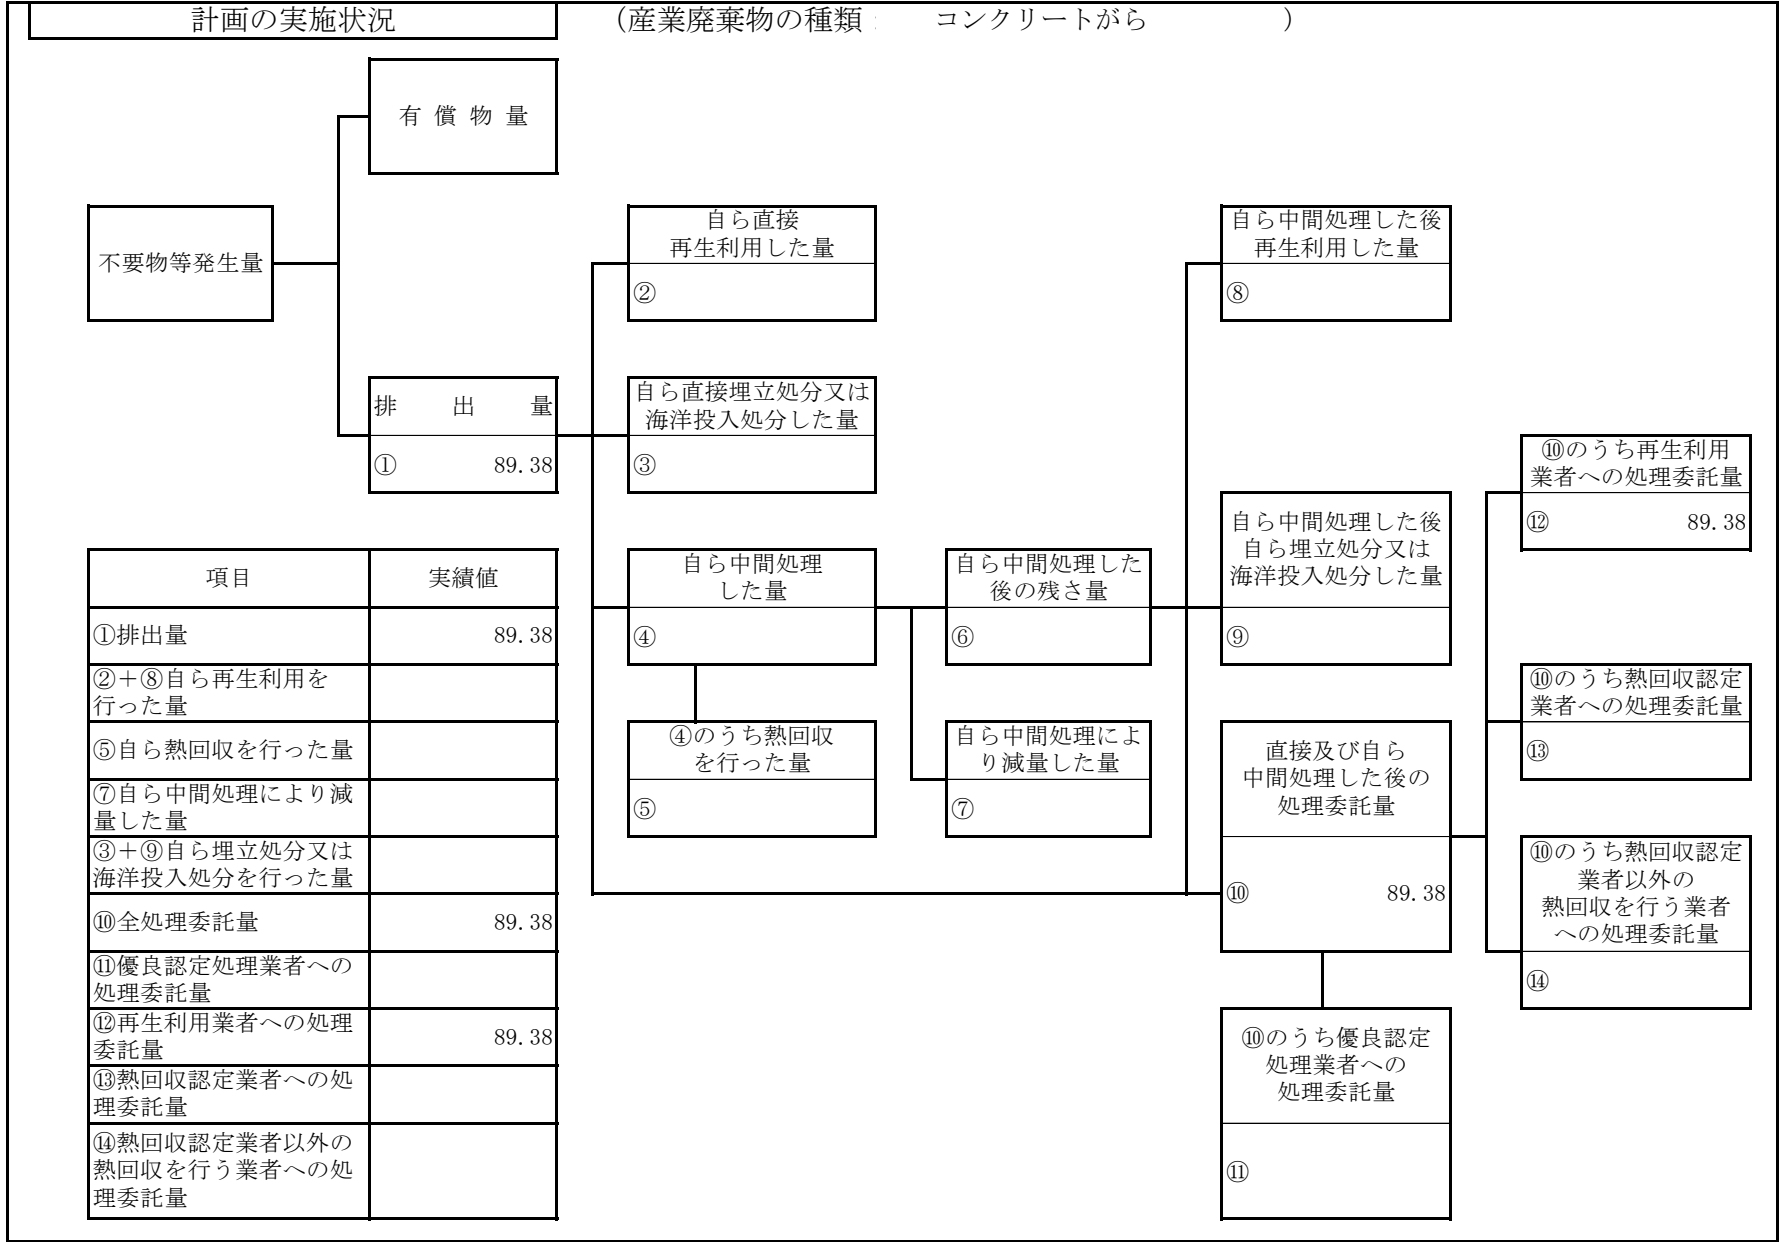 計画の実施状況
(産業廃棄物の種類: コンクリートがら )
有償物量
不要物等発生量
自ら直接
再生利用した量
②
自ら中間処理した後
再生利用した量
⑧
排出量
① 89.38
自ら直接埋立処分又は
海洋投入処分した量
③
⑩のうち再生利用
業者への処理委託量
⑫ 89.38
自ら中間処理した後
自ら埋立処分又は
海洋投入処分した量
⑨
自ら中間処理
した量
④
自ら中間処理した
後の残さ量
⑥
⑩のうち熱回収認定
業者への処理委託量
⑬
④のうち熱回収
を行った量
⑤
自ら中間処理によ
り減量した量
⑦
直接及び自ら
中間処理した後の
処理委託量
⑩ 89.38
⑩のうち熱回収認定
業者以外の
熱回収を行う業者
への処理委託量
⑭
⑩のうち優良認定
処理業者への
処理委託量
⑪
項目 実績値
①排出量 89.38
②+⑧自ら再生利用を
行った量
⑤自ら熱回収を行った量
⑦自ら中間処理により減
量した量
③+⑨自ら埋立処分又は
海洋投入処分を行った量
⑩全処理委託量 89.38
⑪優良認定処理業者への
処理委託量
⑫再生利用業者への処理
委託量 89.38
⑬熱回収認定業者への処
理委託量
⑭熱回収認定業者以外の
熱回収を行う業者への処
理委託量